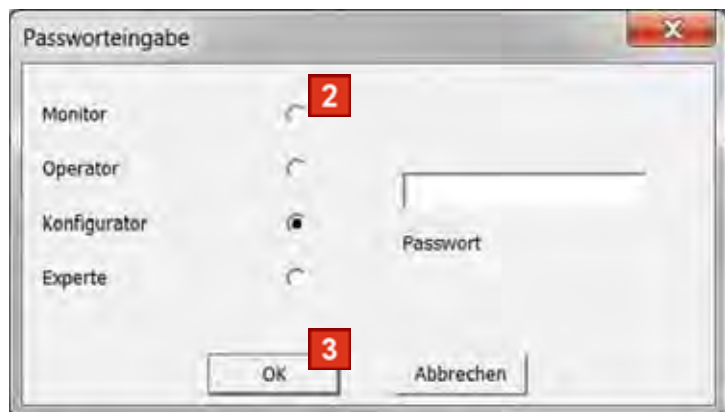 Passworteingabe
2
Monitor
Operator
Konfigurator
Passwort
Experte
3
OK
Abbrechen